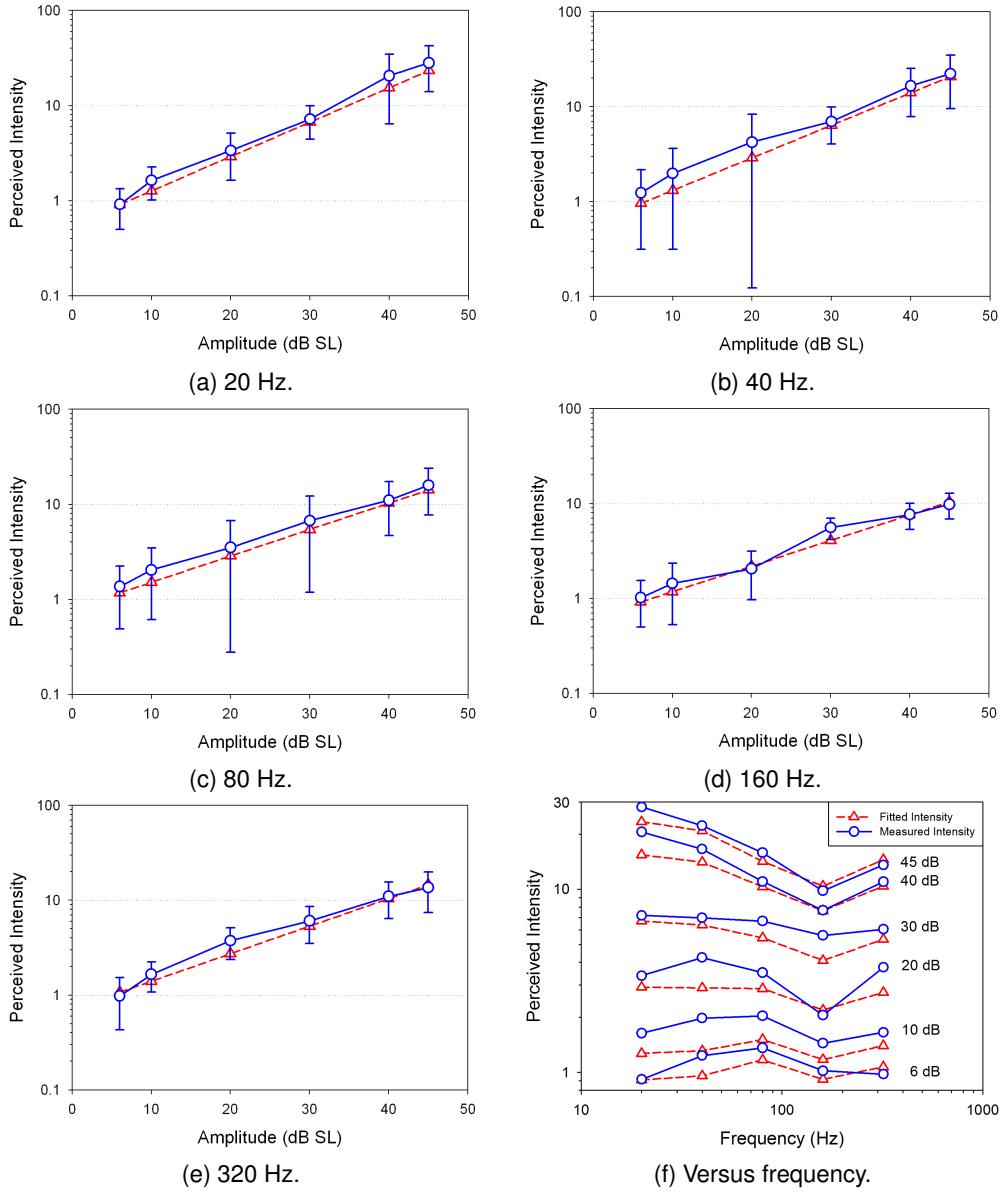 100
10
1
0.1
Perceived Intensity
0 10 20 30 40 50
Amplitude (dB SL)
(a) 20 Hz.
100
10
1
0.1
Perceived Intensity
0 10 20 30 40 50
Amplitude (dB SL)
(b) 40 Hz.
100
10
1
0.1
Perceived Intensity
0 10 20 30 40 50
Amplitude (dB SL)
(c) 80 Hz.
100
10
1
0.1
Perceived Intensity
0 10 20 30 40 50
Amplitude (dB SL)
(d) 160 Hz.
100
10
1
0.1
Perceived Intensity
0 10 20 30 40 50
Amplitude (dB SL)
(e) 320 Hz.
30
10
1
Perceived Intensity
Fitted Intensity
Measured Intensity
45 dB
40 dB
30 dB
20 dB
10 dB
6 dB
10 100 1000
Frequency (Hz)
(f) Versus frequency.